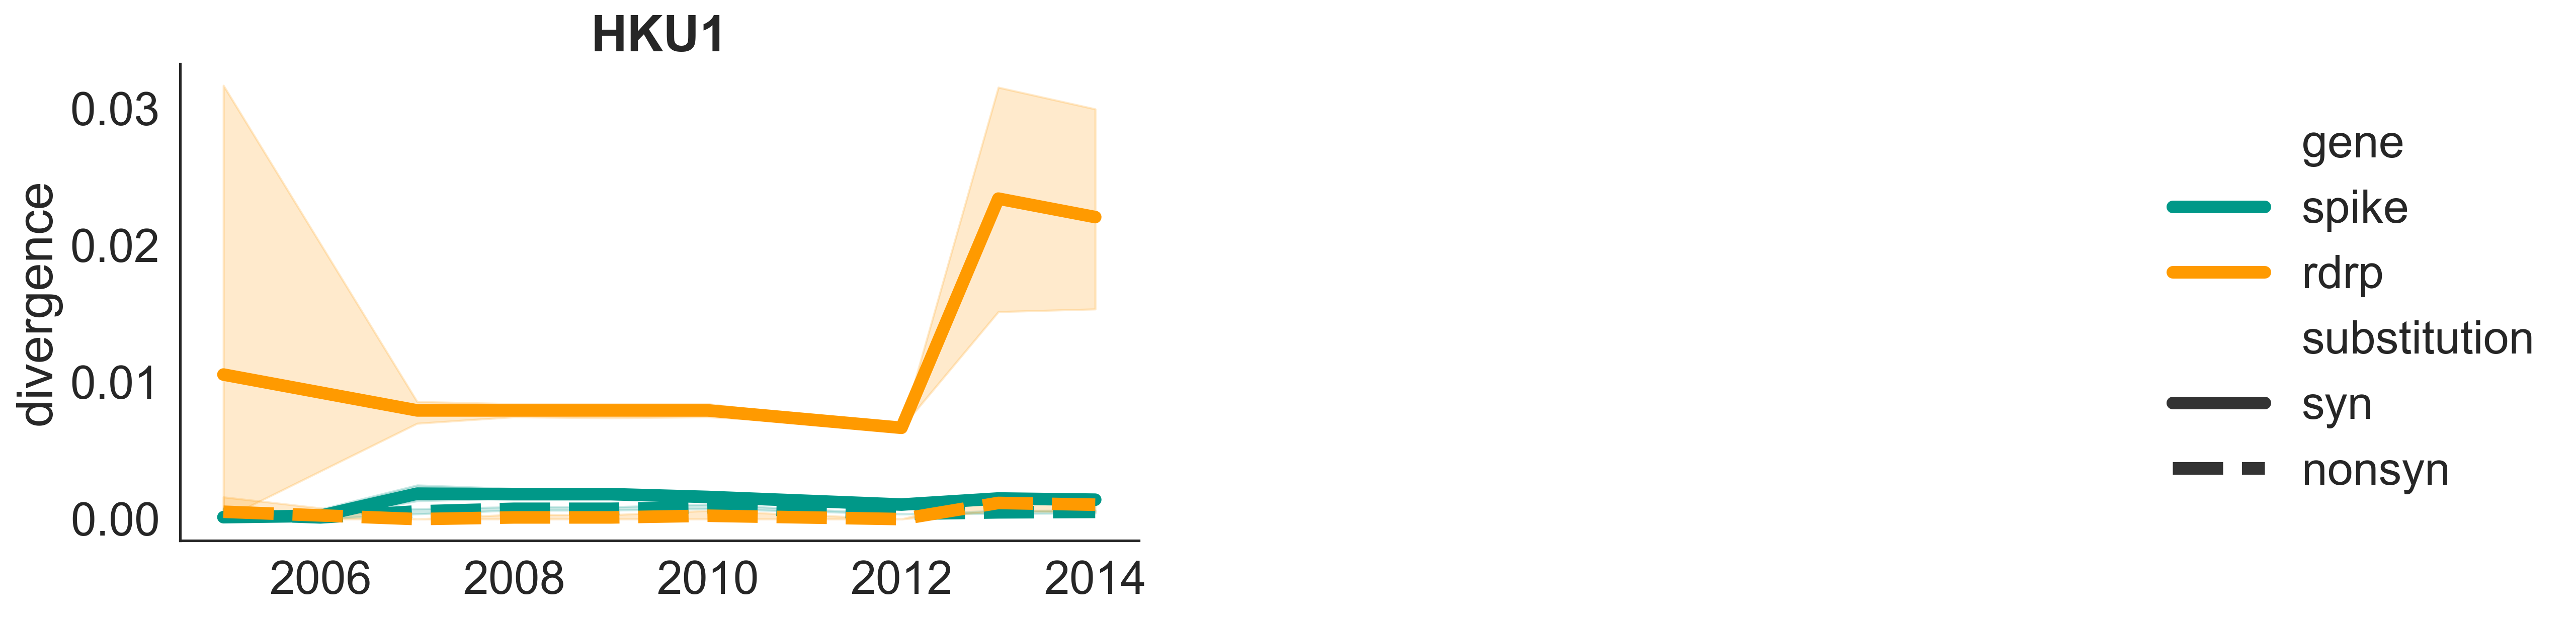 HKU1
divergence
0.03
0.02
0.01
0.00
2006 2008 2010 2012 2014
gene
spike
rdrp
substitution
syn
nonsyn